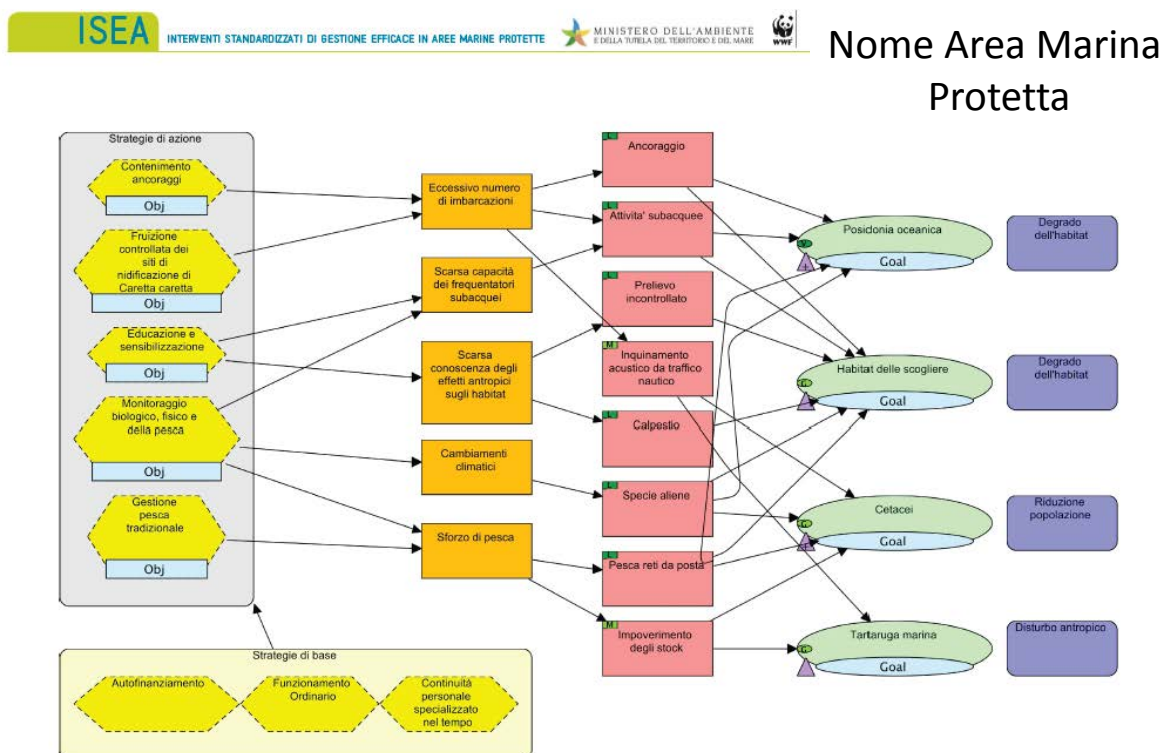 ISEA INTERVENTI STANDARDIZZATI DI GESTIONE EFFICACE IN AREE MARINE PROTETTE
MINISTERO DELL'AMBIENTE
E DELLA TUTELA DEL TERRITORIO E DEL MARE
WWF
Nome Area Marina
Protetta
Strategie di azione
Contenimento
ancoraggi
Obj
Fruizione
controllata dei
siti di
nidificazione di
Caretta caretta
Obj
Educazione e
sensibilizzazione
Obj
Monitoraggio
biologico, fisico e
della pesca
Obj
Gestione
pesca
tradizionale
Obj
Strategie di base
Autofinanziamento
Funzionamento
Ordinario
Continuità
personale
specializzato
nel tempo
Eccessivo numero
di imbarcazioni
Scarsa capacità
dei frequentatori
subacquei
Scarsa
conoscenza degli
effetti antropici
sugli habitat
Cambiamenti
climatici
Sforzo di pesca
L
Ancoraggio
L
Attivita' subacquee
L
Prelievo
incontrollato
M
Inquinamento
acustico da traffico
nautico
L
Calpestio
L
Specie aliene
L
Pesca reti da posta
M
Impoverimento
degli stock
Posidonia oceanica
V
Goal
Habitat delle scogliere
G
Goal
Cetacei
G
Goal
Tartaruga marina
G
Goal
Degrado
dell'habitat
Degrado
dell'habitat
Riduzione
popolazione
Disturbo antropico